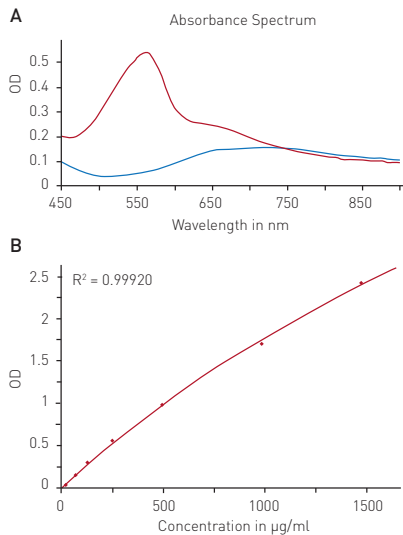 A
Absorbance Spectrum
OD
0.5
0.4
0.3
0.2
0.1
0
450 550 650 750 850
Wavelength in nm
B
R² = 0.99920
OD
2.5
2
1.5
1
0.5
0
0 500 1000 1500
Concentration in µg/ml